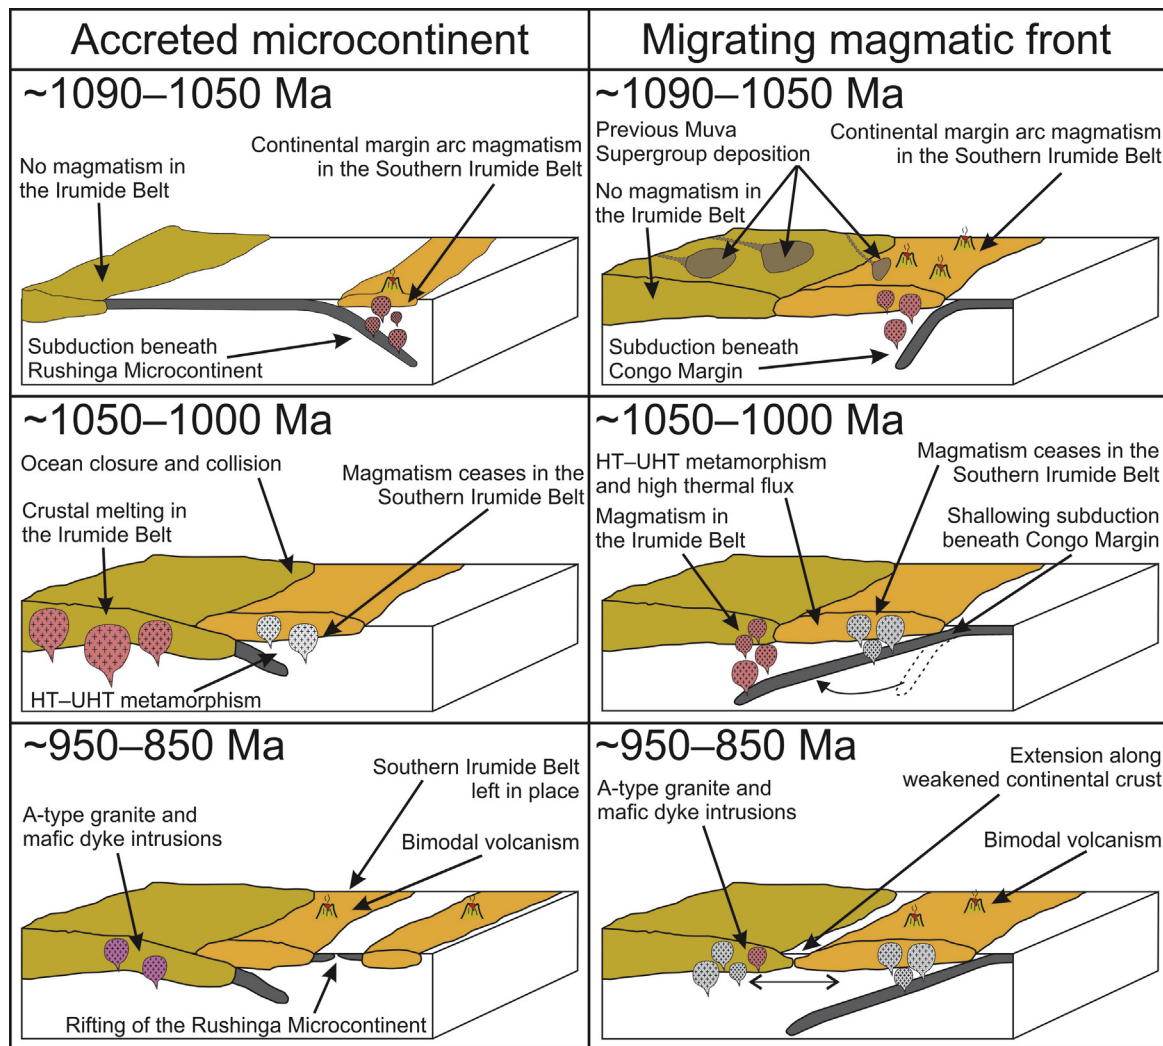 Accreted microcontinent
Migrating magmatic front
~1090–1050 Ma
No magmatism in
the Irumide Belt
Continental margin arc magmatism
in the Southern Irumide Belt
Subduction beneath
Rushinga Microcontinent
~1090–1050 Ma
Previous Muva
Supergroup deposition
Continental margin arc magmatism
in the Southern Irumide Belt
No magmatism in
the Irumide Belt
Subduction beneath
Congo Margin
~1050–1000 Ma
Ocean closure and collision
Crustal melting in
the Irumide Belt
Magmatism ceases in the
Southern Irumide Belt
HT–UHT metamorphism
~1050–1000 Ma
HT–UHT metamorphism
and high thermal flux
Magmatism in
the Irumide Belt
Magmatism ceases in the
Southern Irumide Belt
Shallowing subduction
beneath Congo Margin
~950–850 Ma
A-type granite and
mafic dyke intrusions
Southern Irumide Belt
left in place
Bimodal volcanism
Rifting of the Rushinga Microcontinent
~950–850 Ma
A-type granite and
mafic dyke intrusions
Extension along
weakened continental crust
Bimodal volcanism